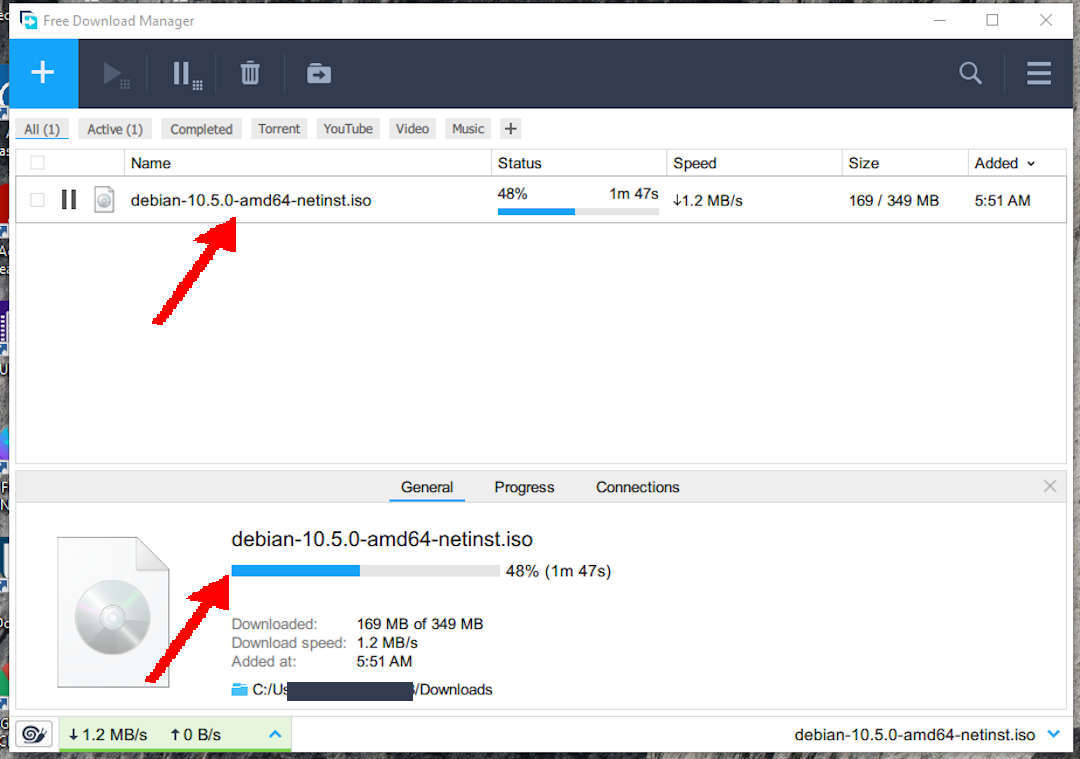 Free Download Manager
All (1) Active (1) Completed Torrent YouTube Video Music +
Name Status Speed Size Added
debian-10.5.0-amd64-netinst.iso 48% 1m 47s ↓1.2 MB/s 169 / 349 MB 5:51 AM
General Progress Connections
debian-10.5.0-amd64-netinst.iso
48% (1m 47s)
Downloaded: 169 MB of 349 MB
Download speed: 1.2 MB/s
Added at: 5:51 AM
C:/Us /Downloads
↓1.2 MB/s ↑0 B/s debian-10.5.0-amd64-netinst.iso